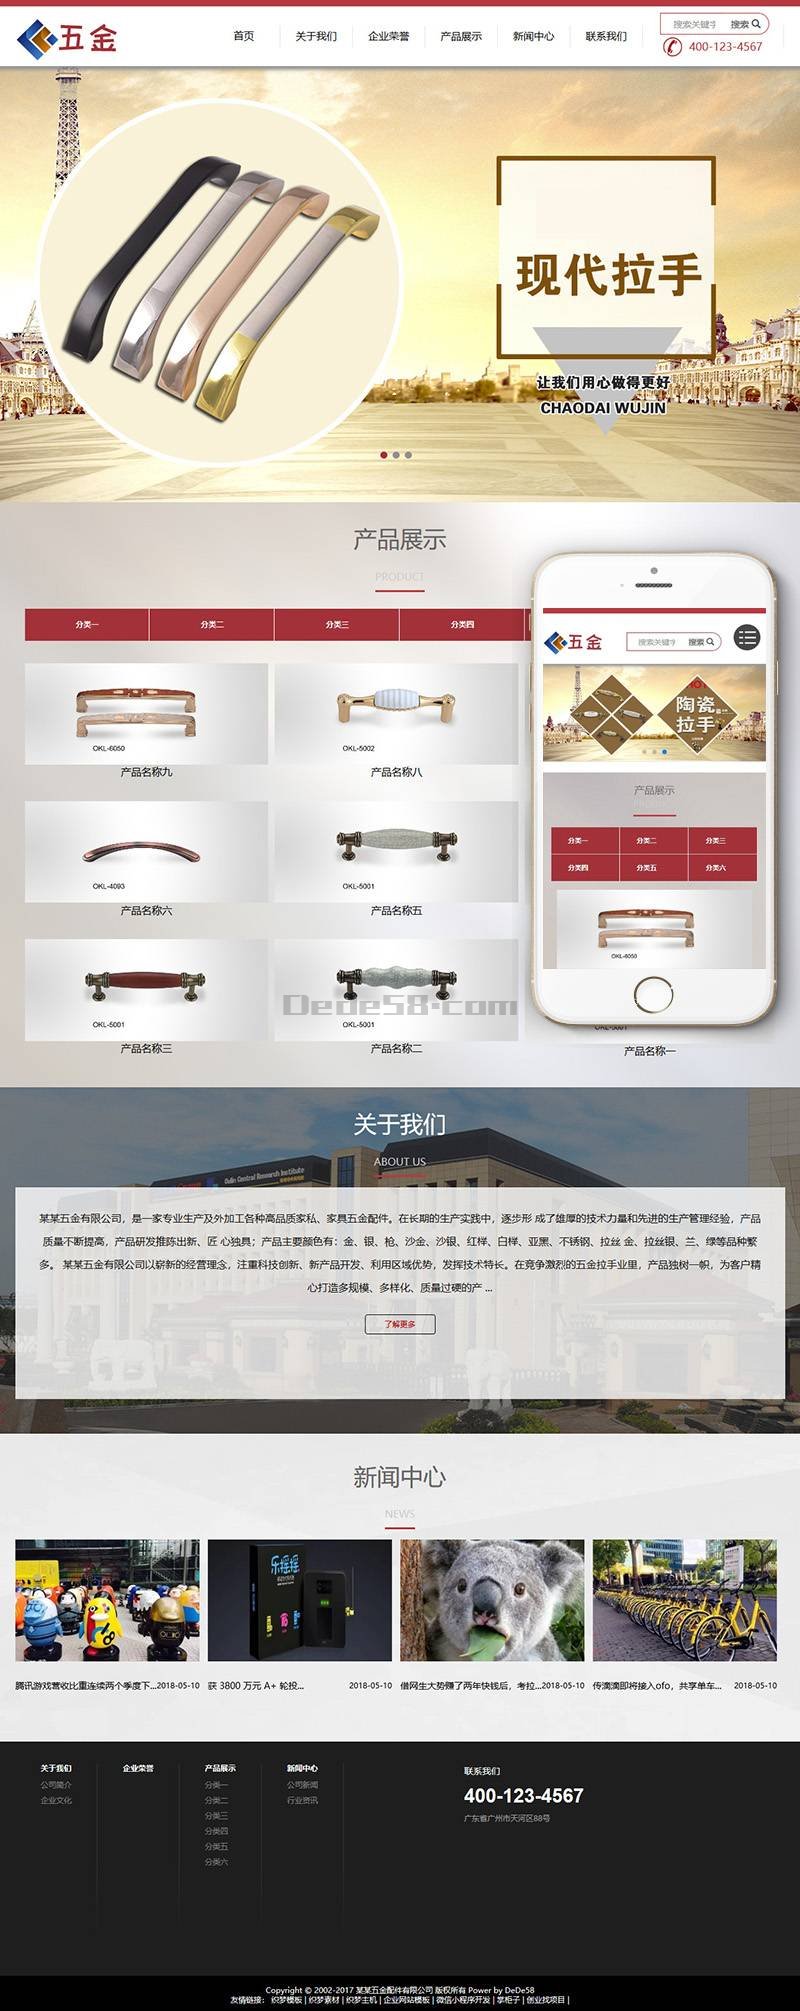 五金
首页
关于我们
企业荣誉
产品展示
新闻中心
联系我们
搜索关键字
搜索
400-123-4567
现代拉手
让我们用心做得更好
CHAODAI WUJIN
产品展示
PRODUCT
分类一
分类二
分类三
分类四
OKL-6050
产品名称九
OKL-5002
产品名称八
OKL-4093
产品名称六
OKL-5001
产品名称五
OKL-5001
产品名称三
OKL-5001
产品名称二
Dede58.com
OKL-5001
产品名称一
五金
搜索关键字
搜索
陶瓷
拉手
产品展示
PRODUCT
分类一
分类二
分类三
分类四
分类五
分类六
OKL-6050
关于我们
ABOUT US
Oulin Central Research Institute
某某五金有限公司，是一家专业生产及外加工各种高品质家私、家具五金配件。在长期的生产实践中，逐步形 成了雄厚的技术力量和先进的生产管理经验，产品
质量不断提高，产品研发推陈出新、匠 心独具；产品主要颜色有：金、银、枪、沙金、沙银、红榉、白榉、亚黑、不锈钢、拉丝 金、拉丝银、兰、绿等品种繁
多。 某某五金有限公司以崭新的经营理念，注重科技创新、新产品开发、利用区域优势，发挥技术特长。在竞争激烈的五金拉手业里，产品独树一帜，为客户精
心打造多规模、多样化、质量过硬的产 ...
了解更多
新闻中心
NEWS
乐摇摇
腾讯游戏营收比重连续两个季度下...2018-05-10
获 3800 万元 A+ 轮投...
2018-05-10
借网生大势赚了两年快钱后，考拉...2018-05-10
传滴滴即将接入ofo，共享单车...
2018-05-10
关于我们
公司简介
企业文化
企业荣誉
产品展示
分类一
分类二
分类三
分类四
分类五
分类六
新闻中心
公司新闻
行业资讯
联系我们
400-123-4567
广东省广州市天河区88号
Copyright © 2002-2017 某某五金配件有限公司 版权所有 Power by DeDe58
友情链接： 织梦模板 | 织梦素材 | 织梦主机 | 企业网站模板 | 微信小程序开发 | 掌柜子 | 创业找项目 |